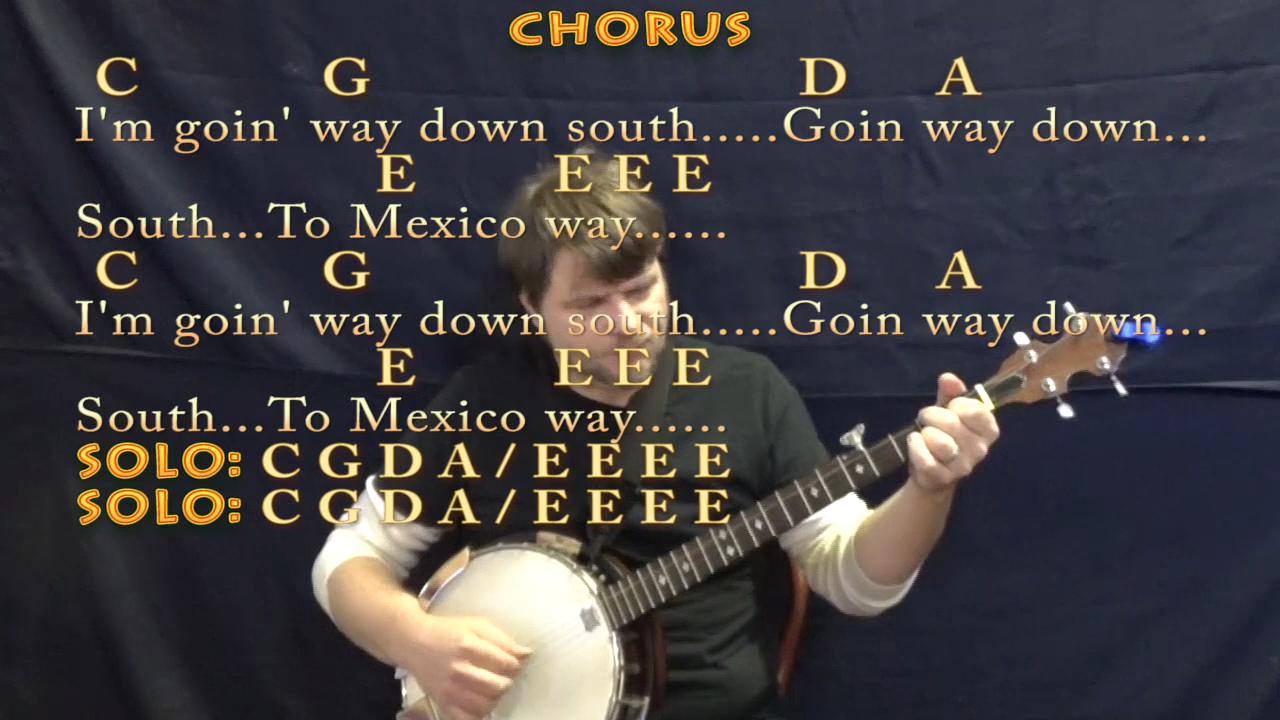 CHORUS
C G D A
I'm goin' way down south.....Goin way down...
E E E E
South...To Mexico way......
C G D A
I'm goin' way down south.....Goin way down...
E E E E
South...To Mexico way......
SOLO: C G D A / E E E E
SOLO: C G D A / E E E E